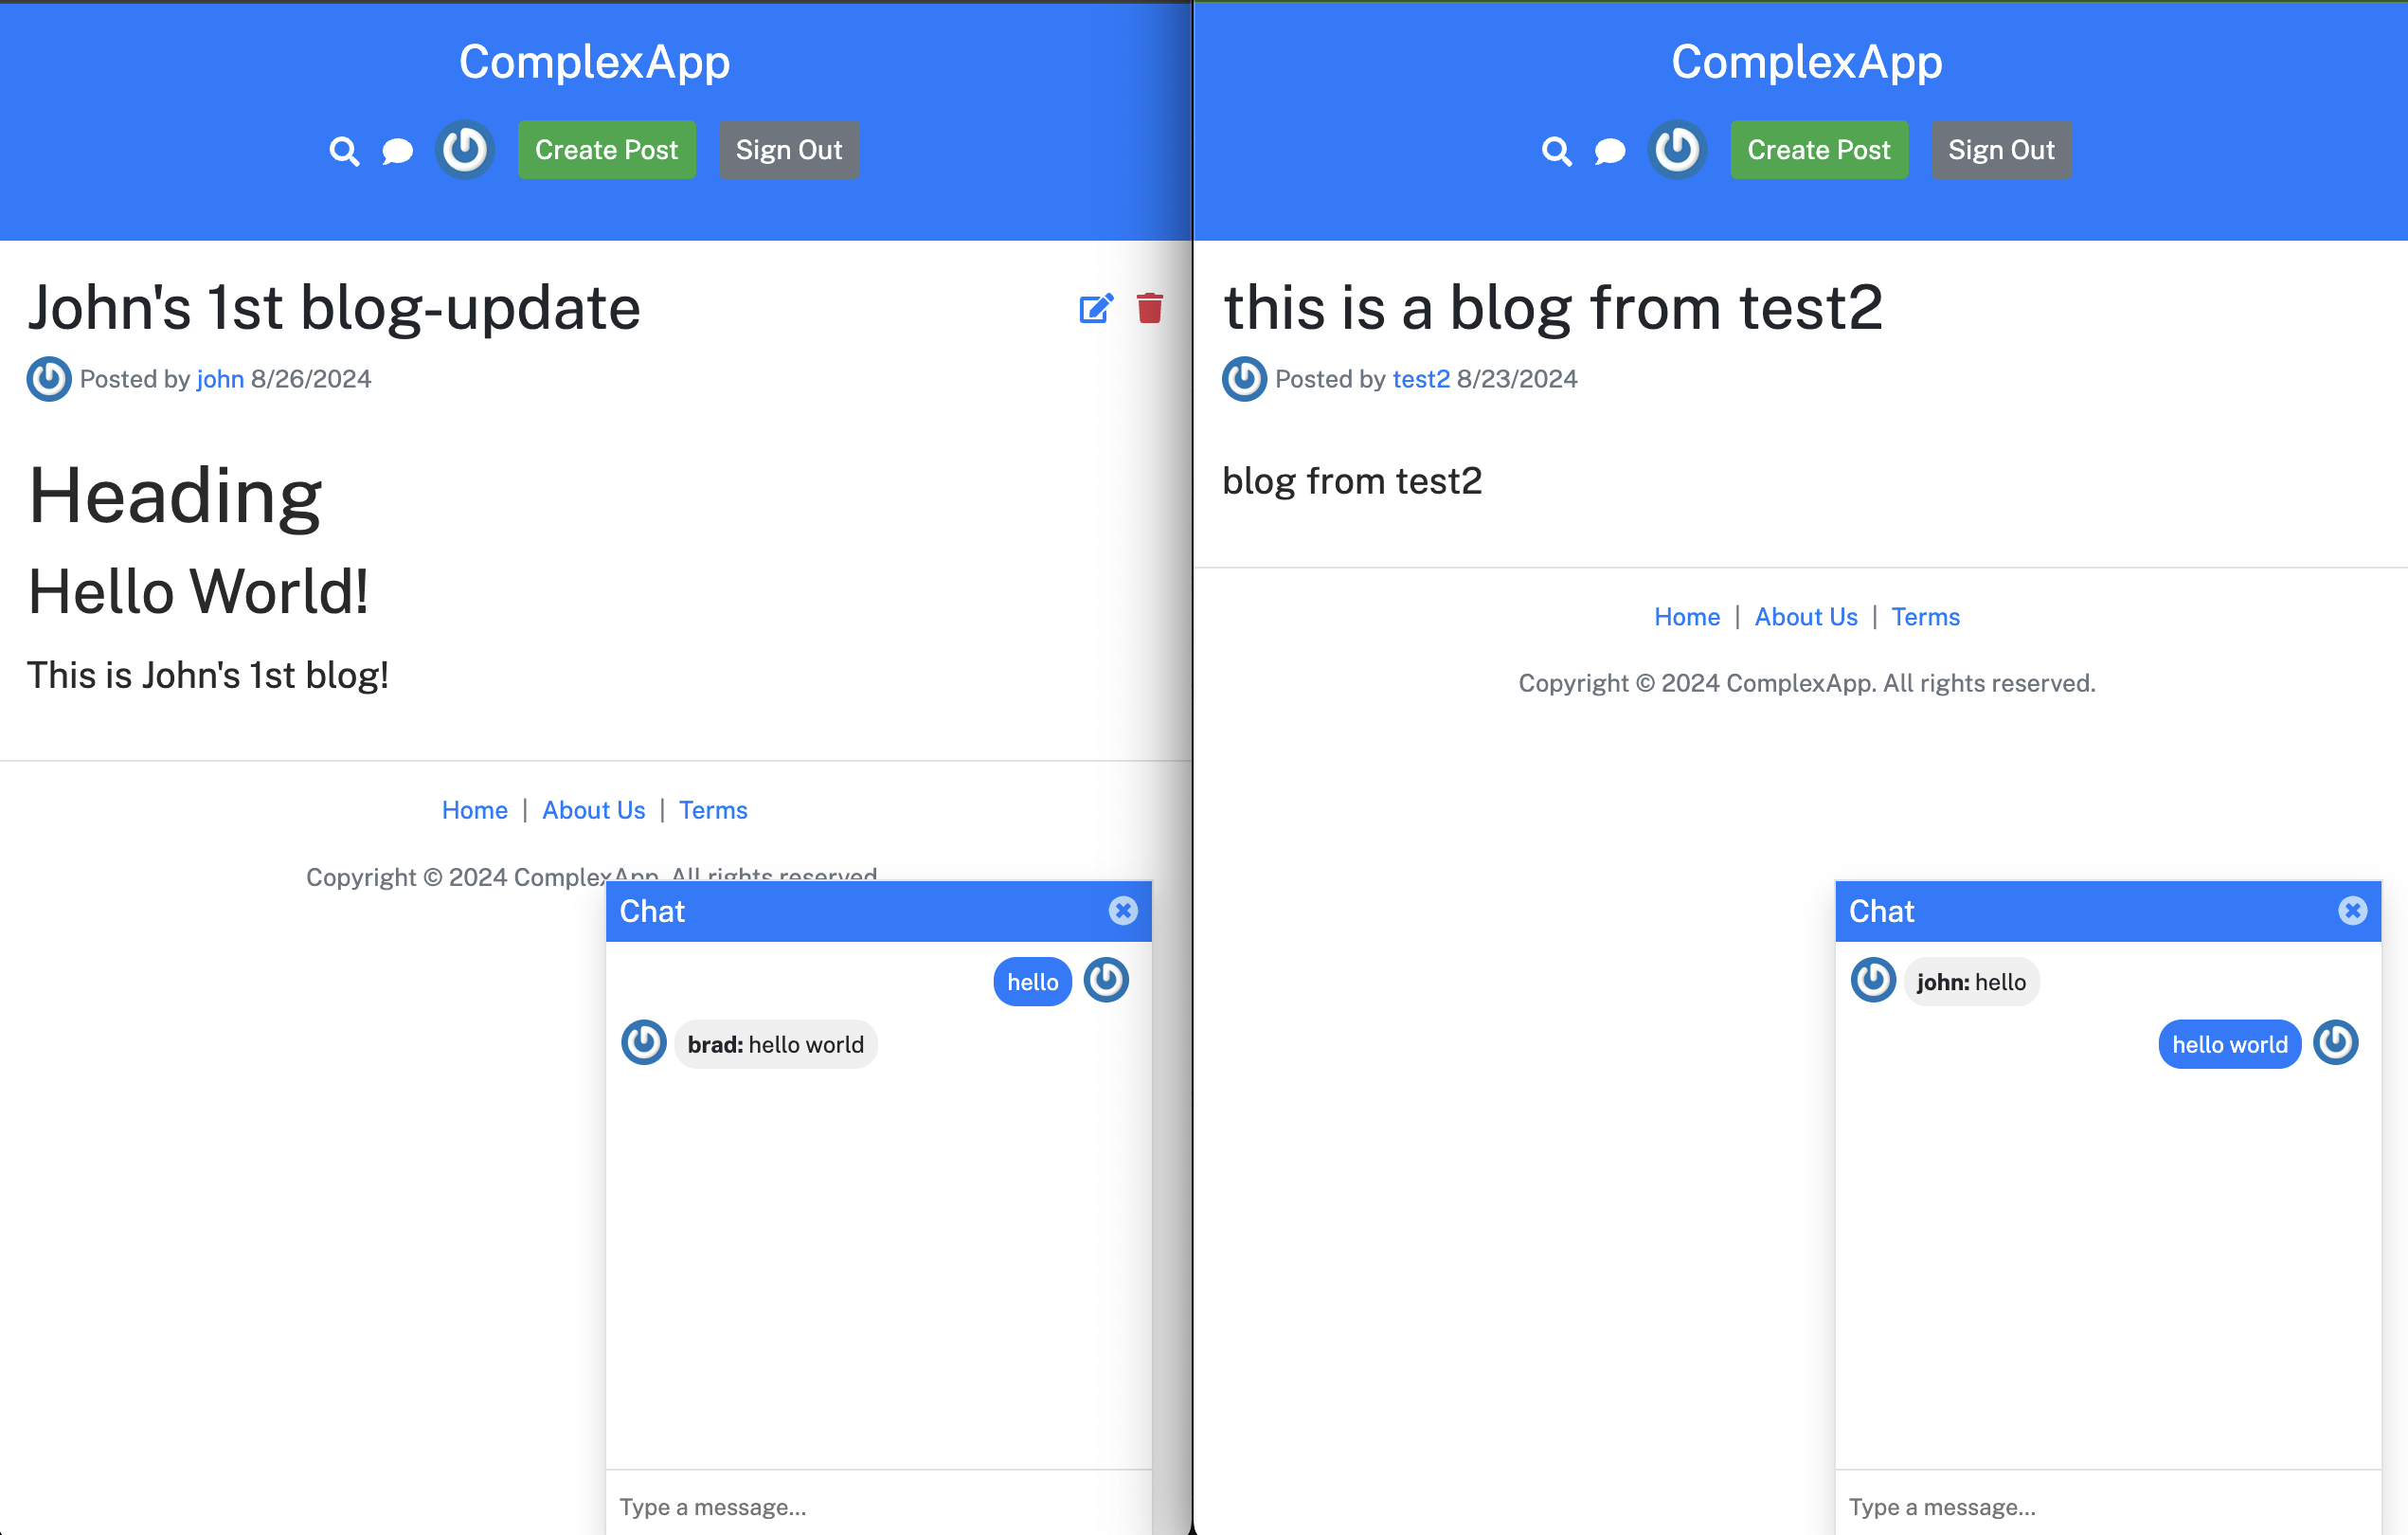 ComplexApp
Create Post
Sign Out
John's 1st blog-update
Posted by john 8/26/2024
Heading
Hello World!
This is John's 1st blog!
Home | About Us | Terms
Copyright © 2024 ComplexApp. All rights reserved.
Chat
hello
brad: hello world
Type a message...
ComplexApp
Create Post
Sign Out
this is a blog from test2
Posted by test2 8/23/2024
blog from test2
Home | About Us | Terms
Copyright © 2024 ComplexApp. All rights reserved.
Chat
john: hello
hello world
Type a message...